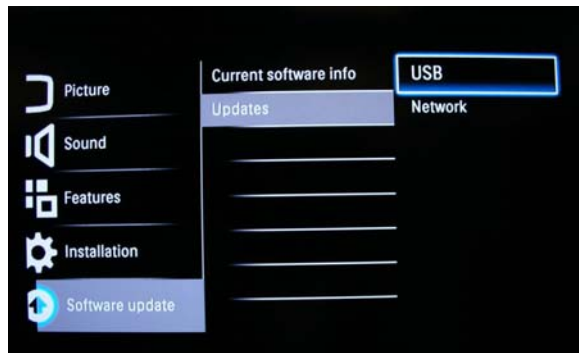 Picture
Sound
Features
Installation
Software update
Current software info
Updates
USB
Network